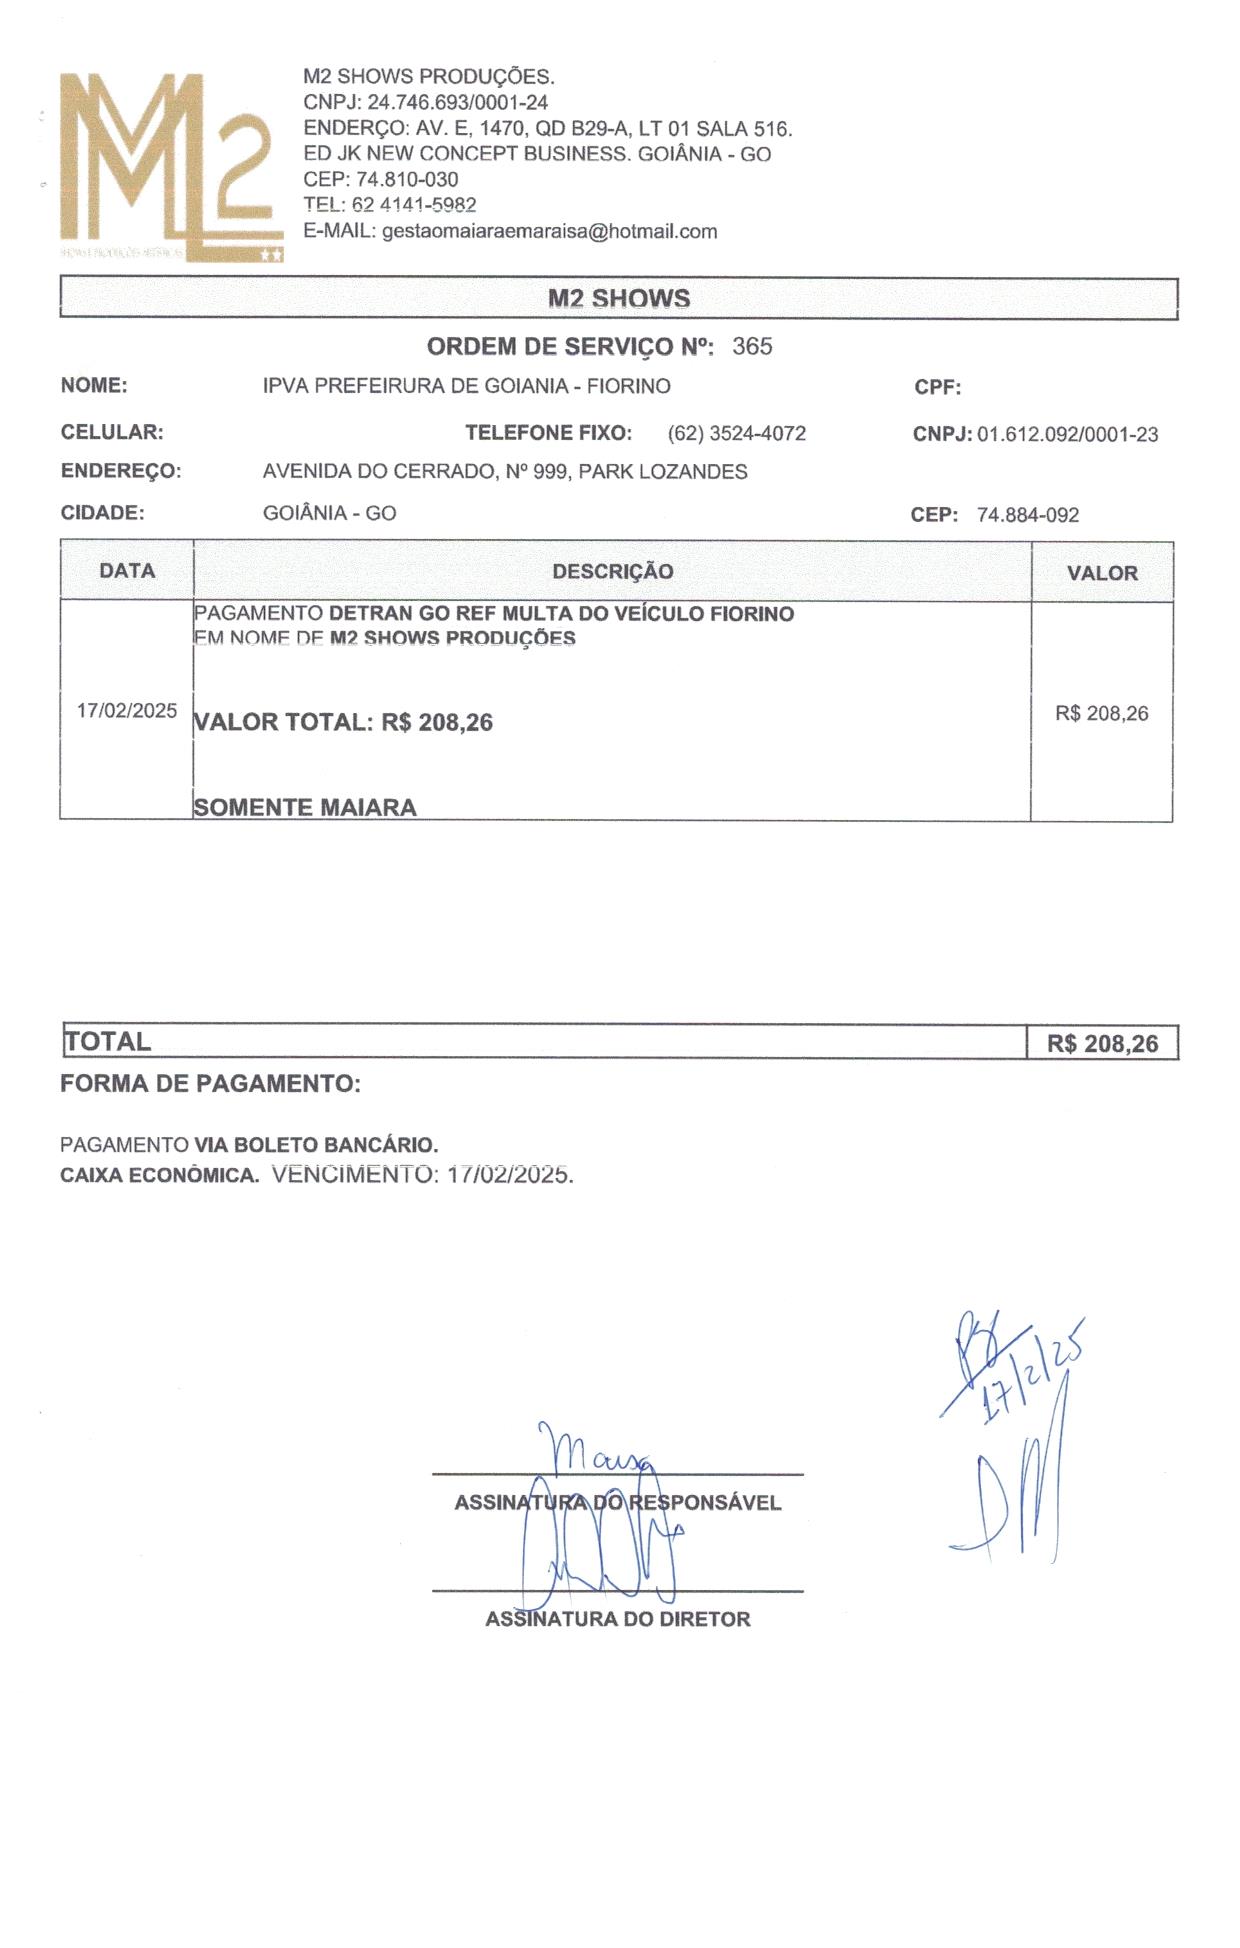 M2
M2 SHOWS PRODUÇÕES.
CNPJ: 24.746.693/0001-24
ENDERÇO: AV. E, 1470, QD B29-A, LT 01 SALA 516.
ED JK NEW CONCEPT BUSINESS. GOIÂNIA - GO
CEP: 74.810-030
TEL: 62 4141-5982
E-MAIL: gestaomaiaraemaraisa@hotmail.com
M2 SHOWS
ORDEM DE SERVIÇO Nº: 365
NOME: IPVA PREFEIRURA DE GOIANIA - FIORINO CPF:
CELULAR: TELEFONE FIXO: (62) 3524-4072 CNPJ: 01.612.092/0001-23
ENDEREÇO: AVENIDA DO CERRADO, Nº 999, PARK LOZANDES
CIDADE: GOIÂNIA - GO CEP: 74.884-092
DATA DESCRIÇÃO VALOR
PAGAMENTO DETRAN GO REF MULTA DO VEÍCULO FIORINO
EM NOME DE M2 SHOWS PRODUÇÕES
17/02/2025 VALOR TOTAL: R$ 208,26 R$ 208,26
SOMENTE MAIARA
TOTAL R$ 208,26
FORMA DE PAGAMENTO:
PAGAMENTO VIA BOLETO BANCÁRIO.
CAIXA ECONÔMICA. VENCIMENTO: 17/02/2025.
17/2/25
ASSINATURA DO RESPONSÁVEL
ASSINATURA DO DIRETOR